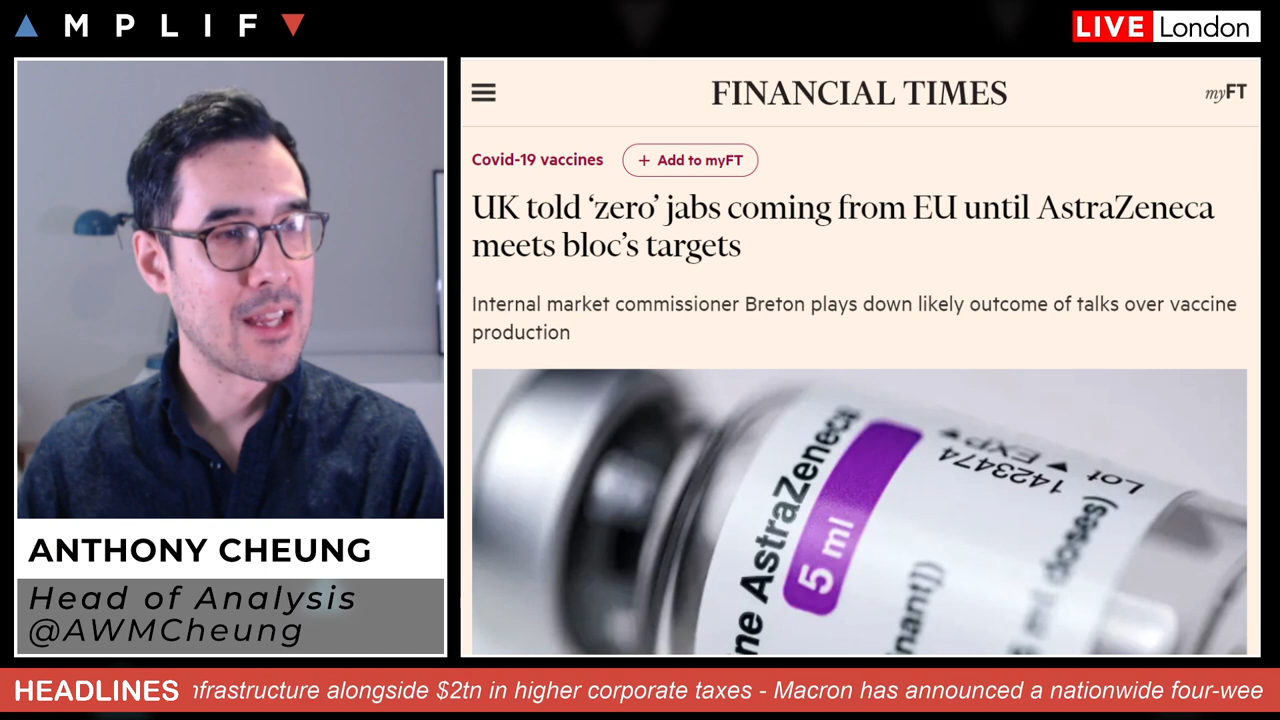 AMPLIFY
LIVE London
FINANCIAL TIMES
myFT
Covid-19 vaccines
+ Add to myFT
UK told ‘zero’ jabs coming from EU until AstraZeneca
meets bloc’s targets
Internal market commissioner Breton plays down likely outcome of talks over vaccine
production
ne AstraZeneca
5 ml
EXP
Lot
1423474
nant])
doses)
ANTHONY CHEUNG
Head of Analysis
@AWMCheung
HEADLINES nfrastructure alongside $2tn in higher corporate taxes - Macron has announced a nationwide four-wee